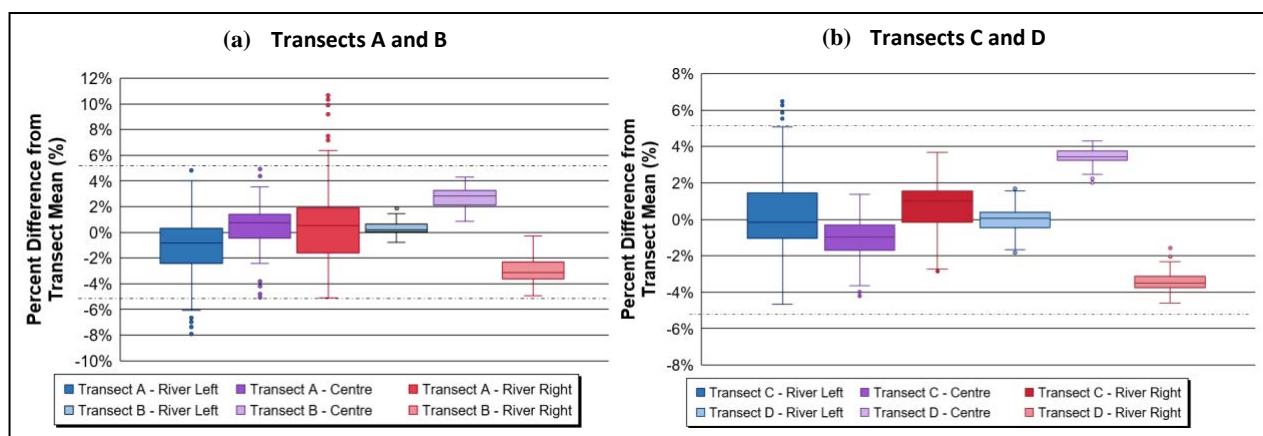 (a) Transects A and B
Percent Difference from
Transect Mean (%)
12%
10%
8%
6%
4%
2%
0%
-2%
-4%
-6%
-8%
-10%
Transect A - River Left
Transect A - Centre
Transect A - River Right
Transect B - River Left
Transect B - Centre
Transect B - River Right
(b) Transects C and D
Percent Difference from
Transect Mean (%)
8%
6%
4%
2%
0%
-2%
-4%
-6%
-8%
Transect C - River Left
Transect C - Centre
Transect C - River Right
Transect D - River Left
Transect D - Centre
Transect D - River Right